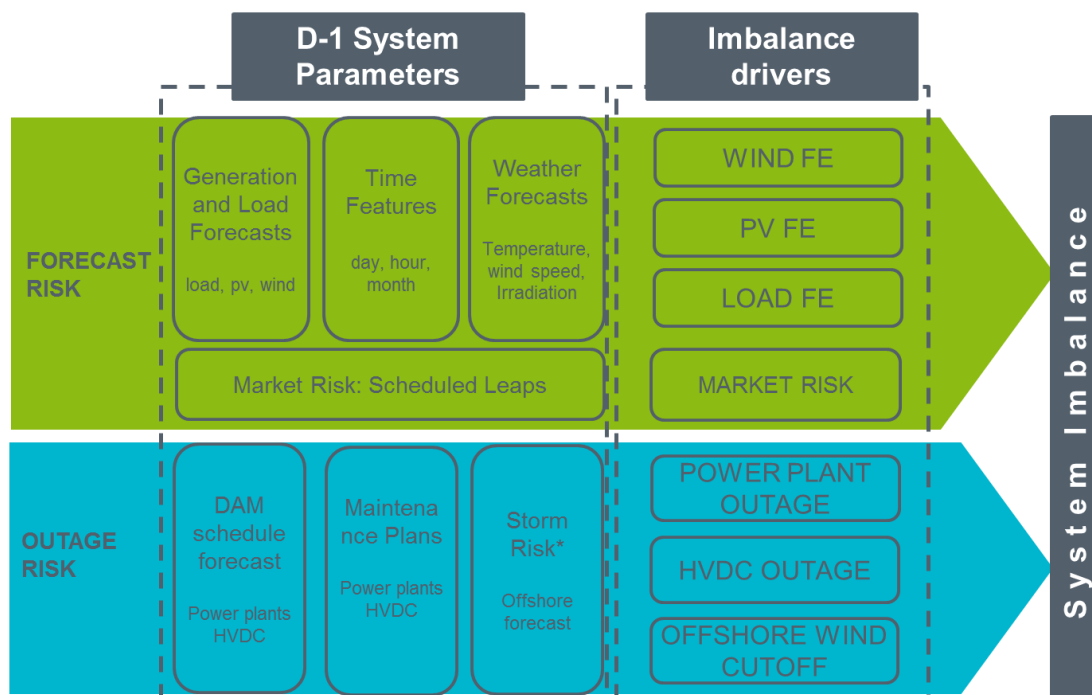 D-1 System
Parameters
Imbalance
drivers
FORECAST
RISK
Generation
and Load
Forecasts
load, pv, wind
Time
Features
day, hour,
month
Weather
Forecasts
Temperature,
wind speed,
Irradiation
Market Risk: Scheduled Leaps
WIND FE
PV FE
LOAD FE
MARKET RISK
OUTAGE
RISK
DAM
schedule
forecast
Power plants
HVDC
Maintena
nce Plans
Power plants
HVDC
Storm
Risk*
Offshore
forecast
POWER PLANT
OUTAGE
HVDC OUTAGE
OFFSHORE WIND
CUTOFF
System Imbalance